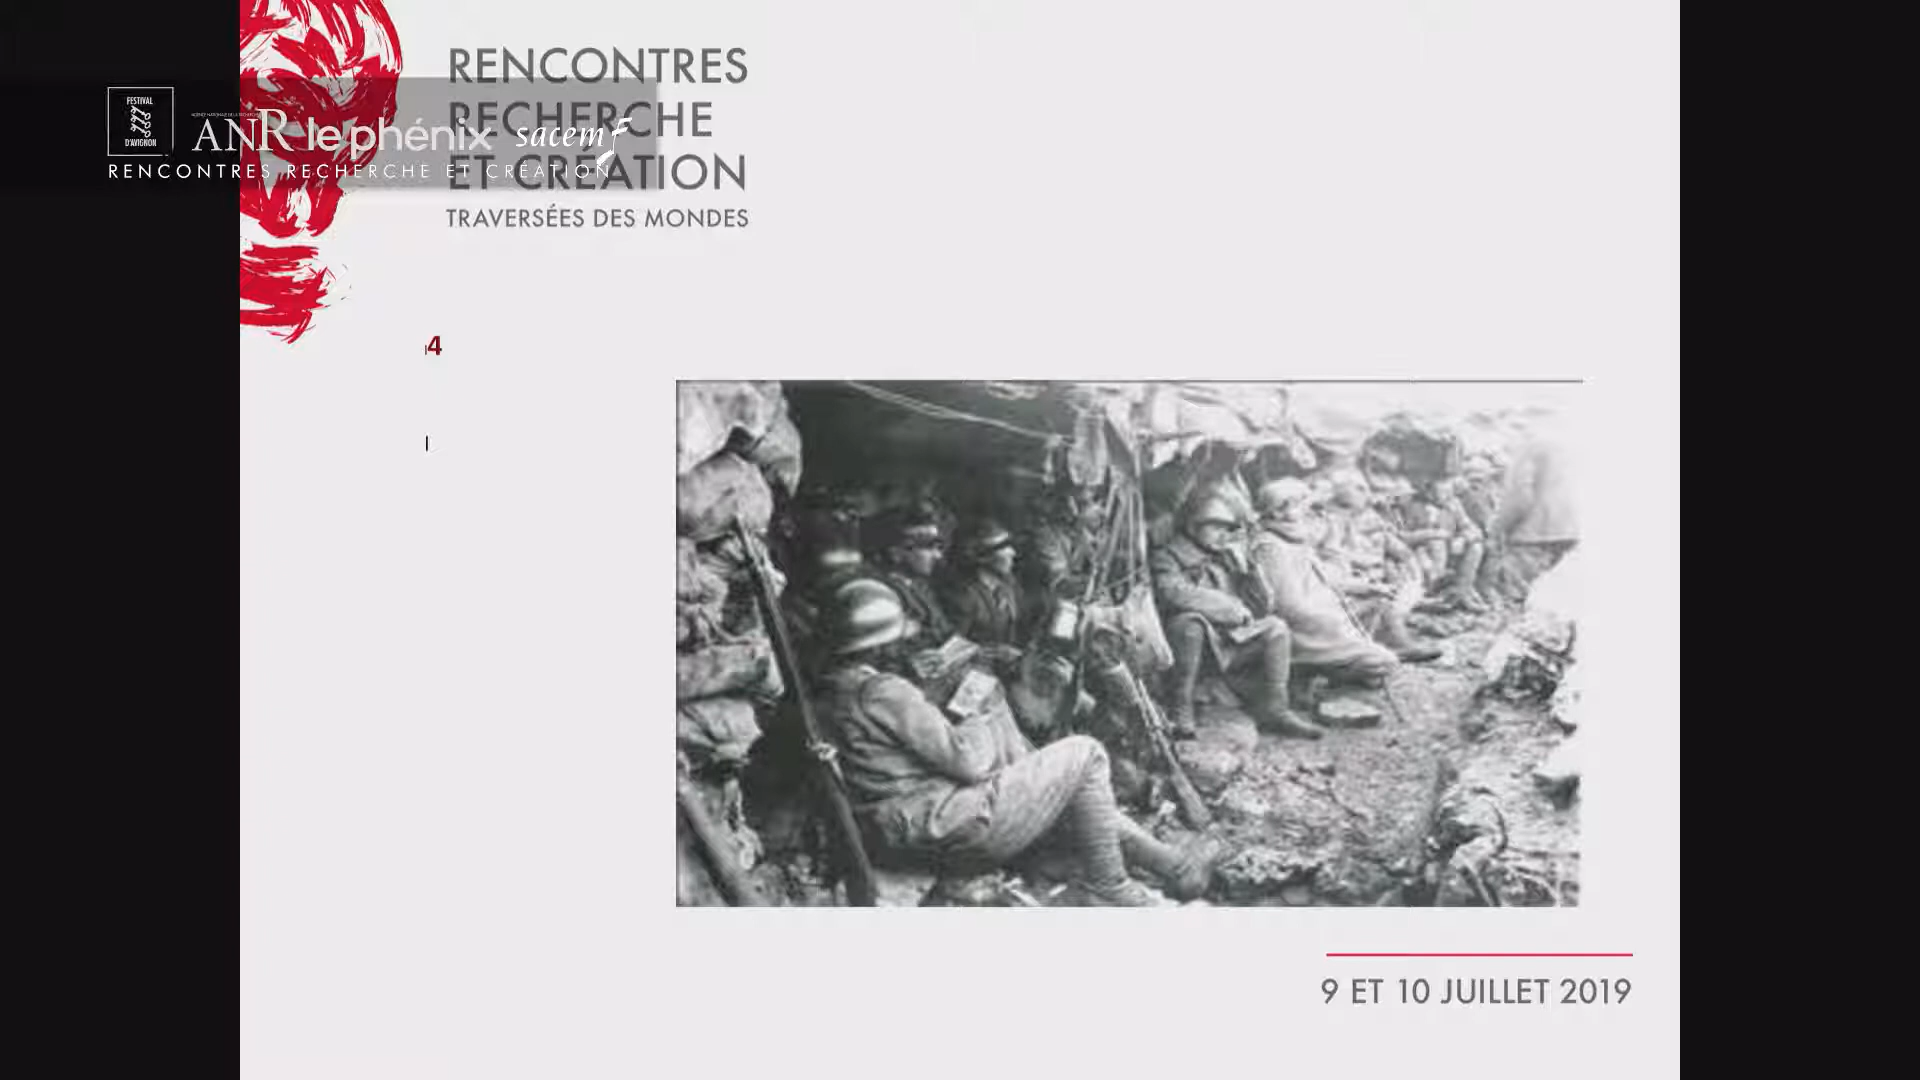 RENCONTRES
RECHERCHE
ET CRÉATION
TRAVERSÉES DES MONDES
FESTIVAL
D'AVIGNON
ANR le phénix sacem
RENCONTRES RECHERCHE ET CRÉATION
4
9 ET 10 JUILLET 2019